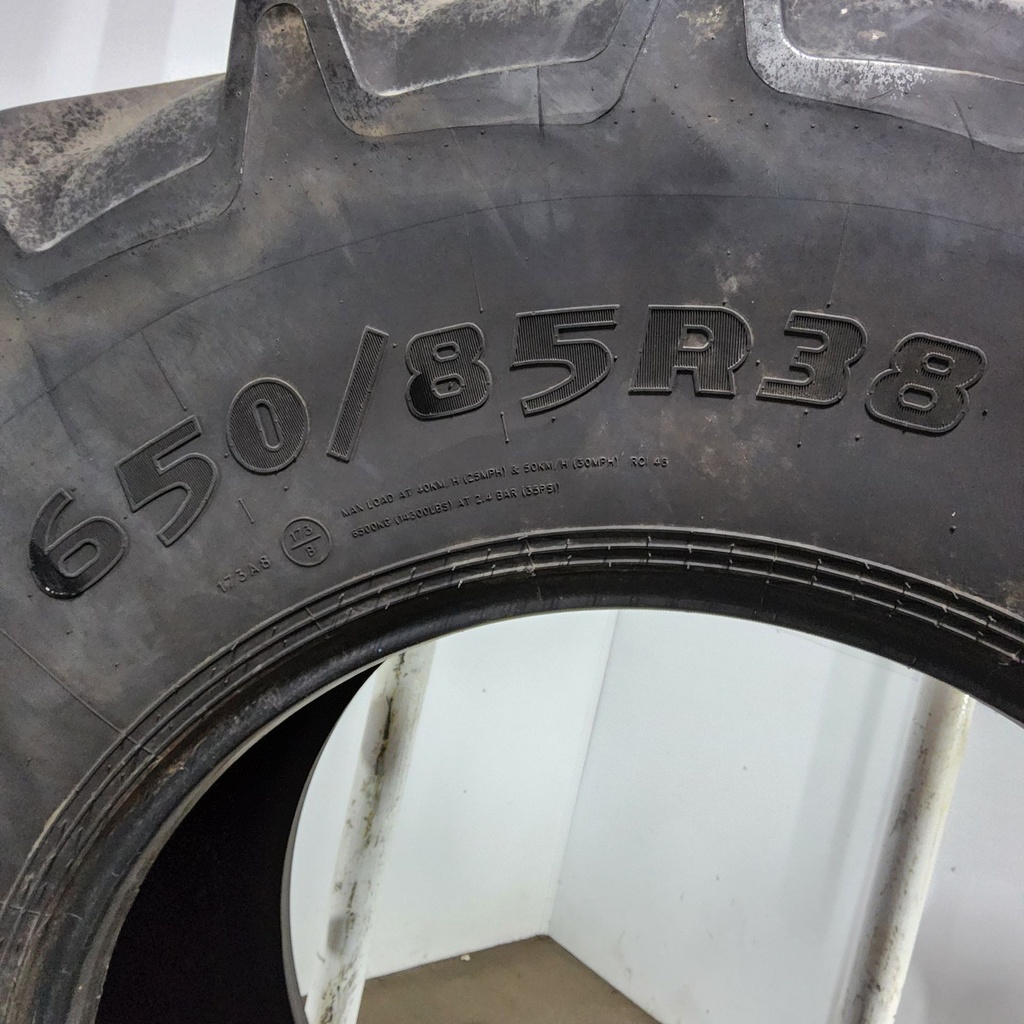 650/85R38
173A8
173
B
MAX LOAD AT 40KM/H (25MPH) & 50KM/H (30MPH) RCI 46
6500KG (14300LBS) AT 2.4 BAR (35PSI)